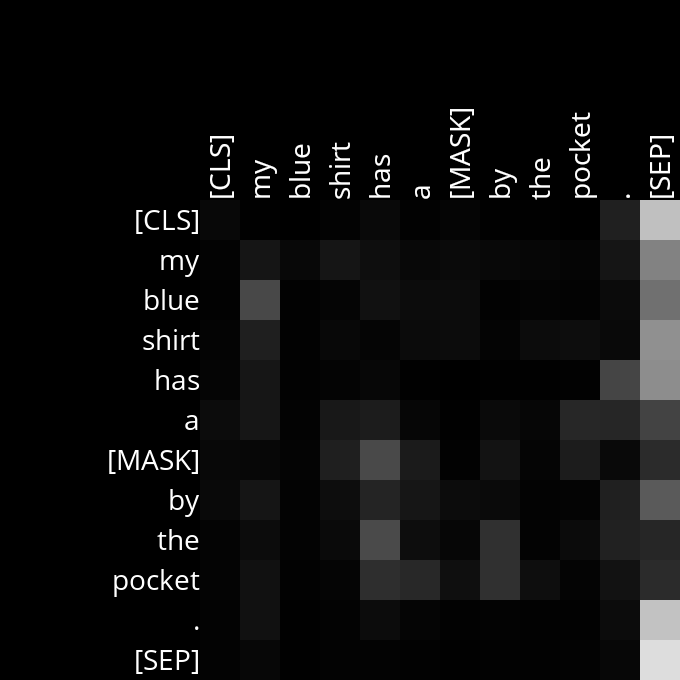 [CLS] my blue shirt has a [MASK] by the pocket . [SEP]
[CLS]
my
blue
shirt
has
a
[MASK]
by
the
pocket
.
[SEP]